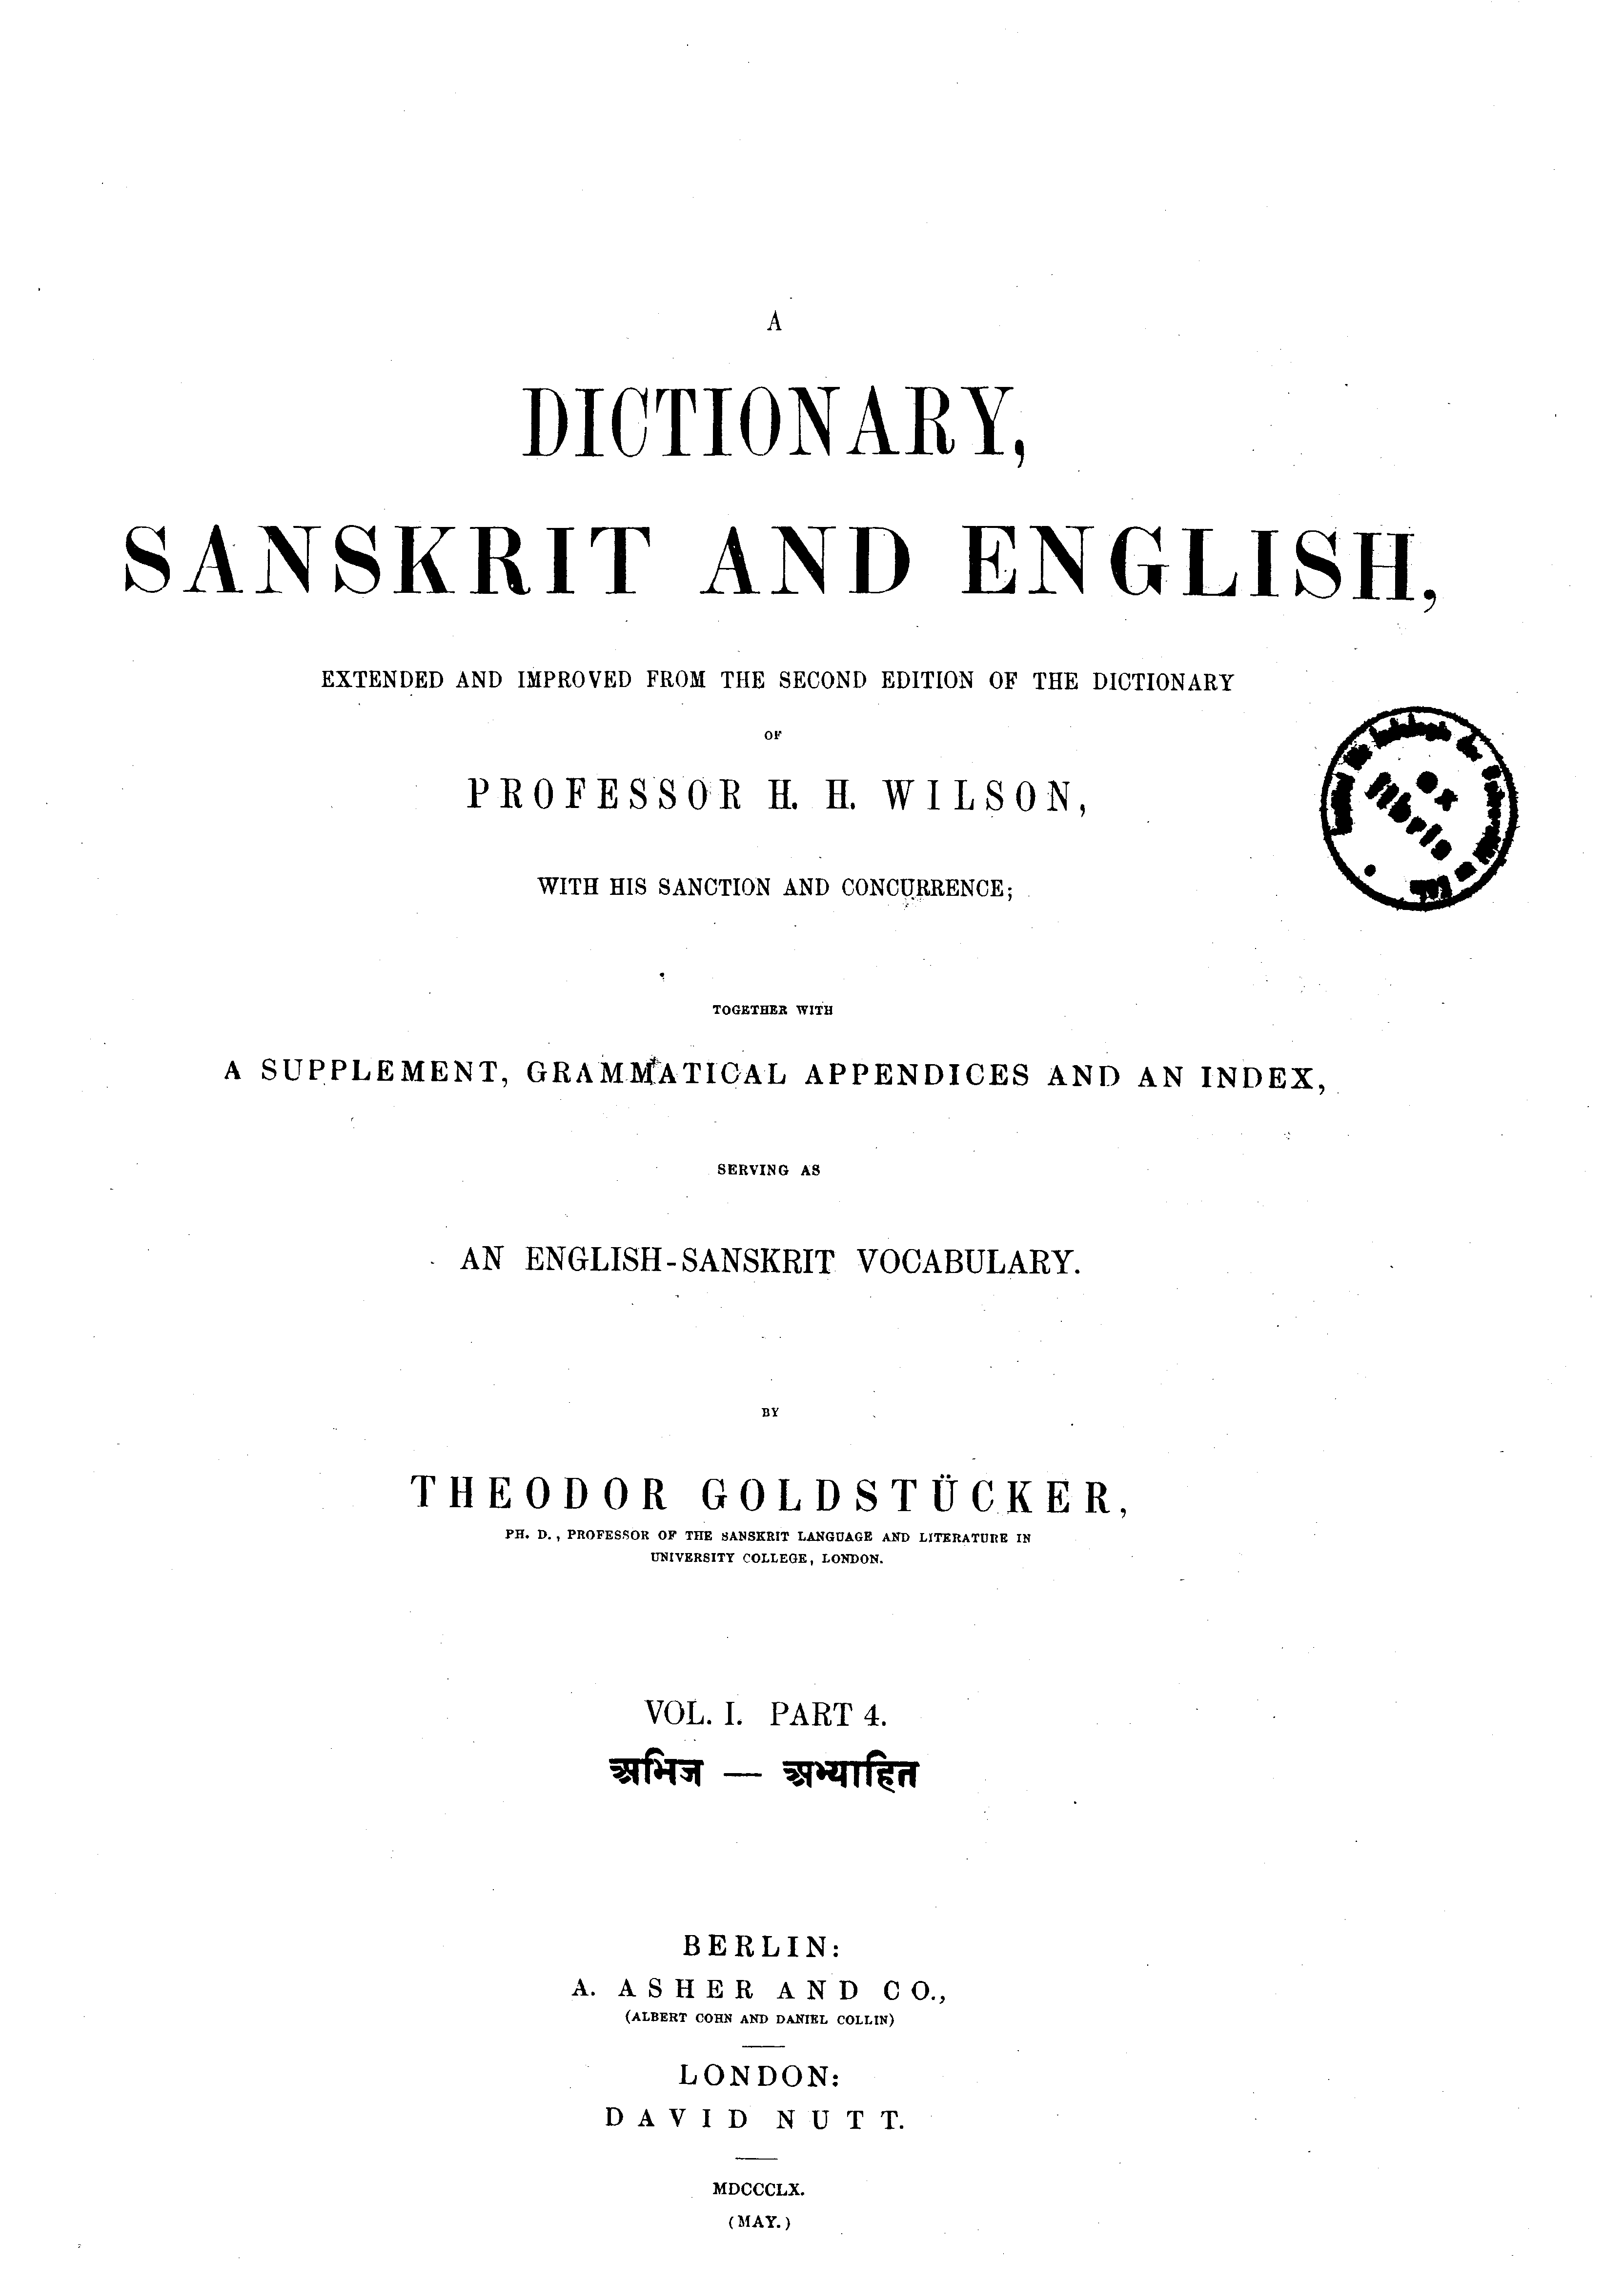 A
DICTIONARY,
SANSKRIT AND ENGLISH,
EXTENDED AND IMPROVED FROM THE SECOND EDITION OF THE DICTIONARY
OF
PROFESSOR H. H. WILSON,
WITH HIS SANCTION AND CONCURRENCE;
TOGETHER WITH
A SUPPLEMENT, GRAMMATICAL APPENDICES AND AN INDEX,
SERVING AS
AN ENGLISH-SANSKRIT VOCABULARY.
BY
THEODOR GOLDSTÜCKER,
PH. D., PROFESSOR OF THE SANSKRIT LANGUAGE AND LITERATURE IN
UNIVERSITY COLLEGE, LONDON.
VOL. I. PART 4.
अभिज — अभ्याहित
BERLIN:
A. ASHER AND CO.,
(ALBERT COHN AND DANIEL COLLIN)
LONDON:
DAVID NUTT.
MDCCCLX.
(MAY.)